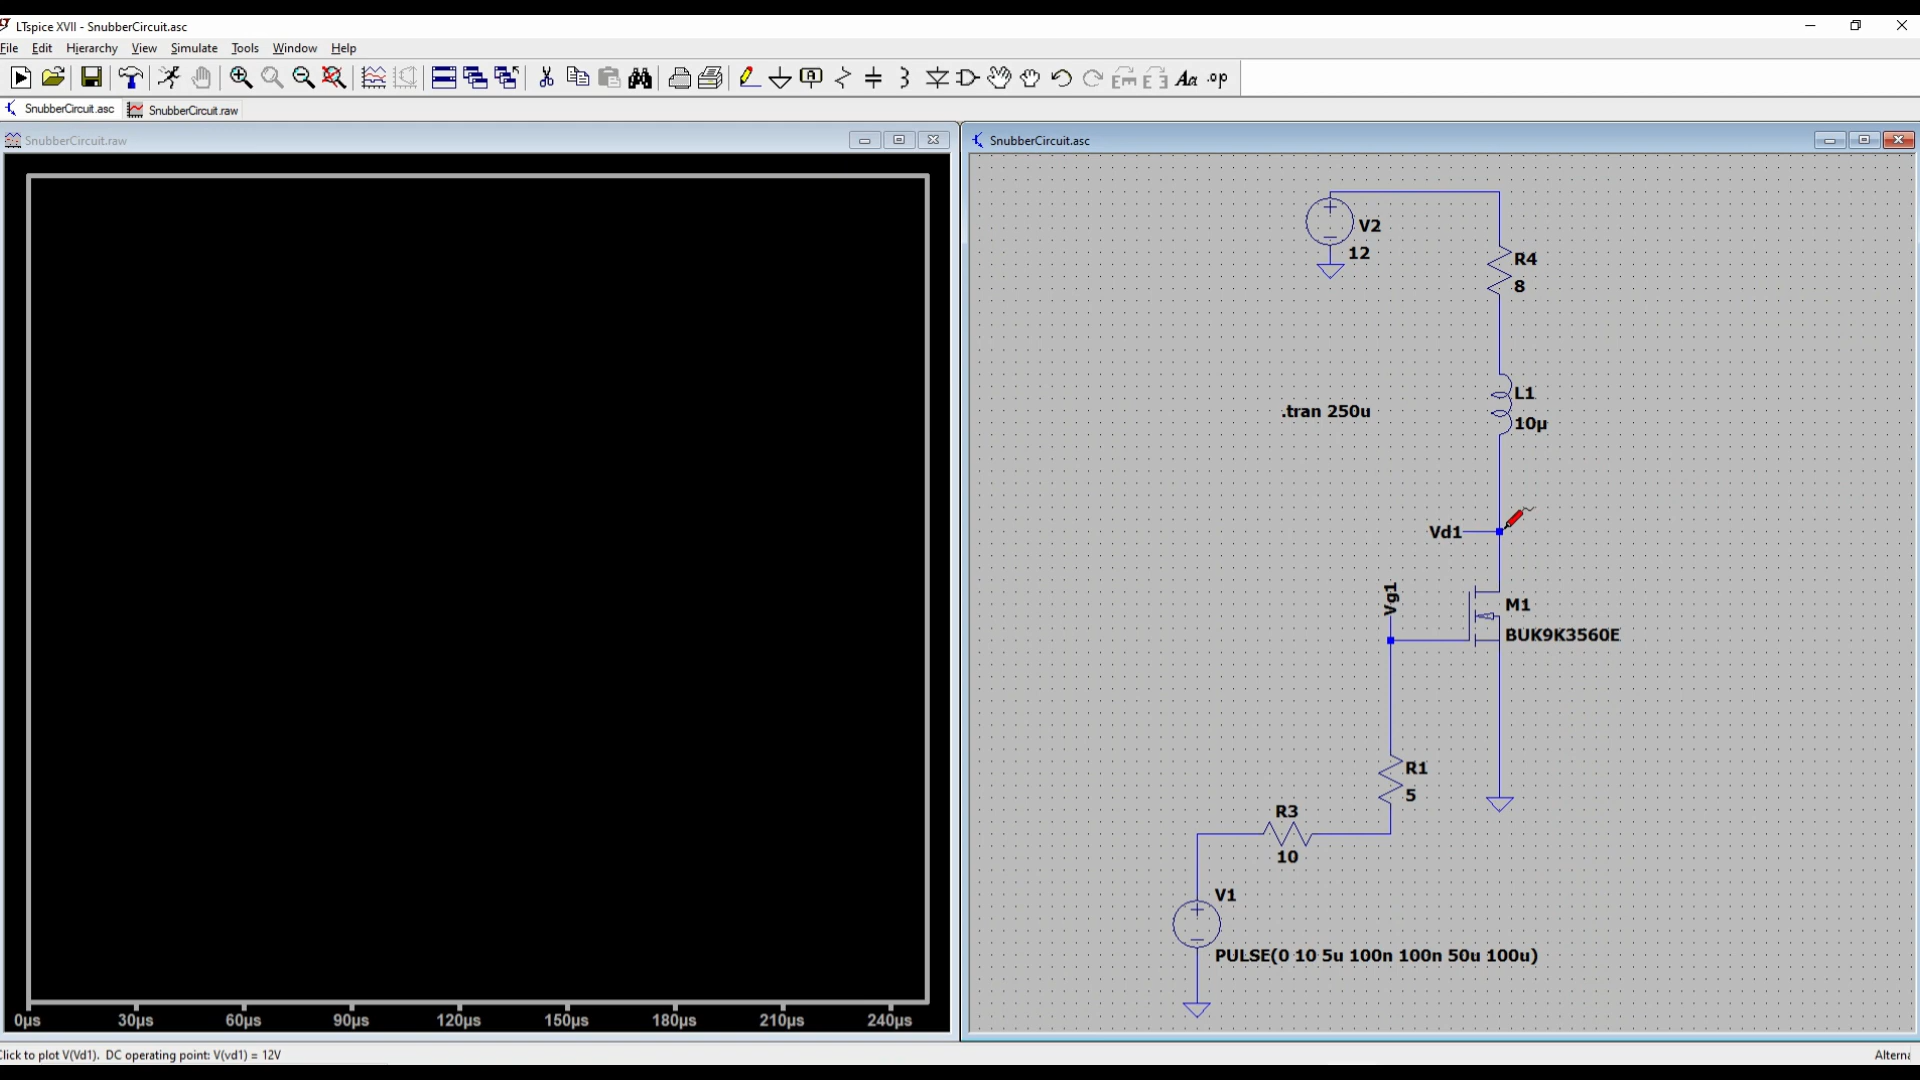 LTspice XVII - SnubberCircuit.asc
File Edit Hierarchy View Simulate Tools Window Help
SnubberCircuit.asc SnubberCircuit.raw
SnubberCircuit.raw
SnubberCircuit.asc
V2
12
R4
8
L1
10µ
.tran 250u
Vd1
Vg1
M1
BUK9K3560E
R1
5
R3
10
V1
PULSE(0 10 5u 100n 100n 50u 100u)
0µs 30µs 60µs 90µs 120µs 150µs 180µs 210µs 240µs
Click to plot V(Vd1). DC operating point: V(vd1) = 12V
Alterna